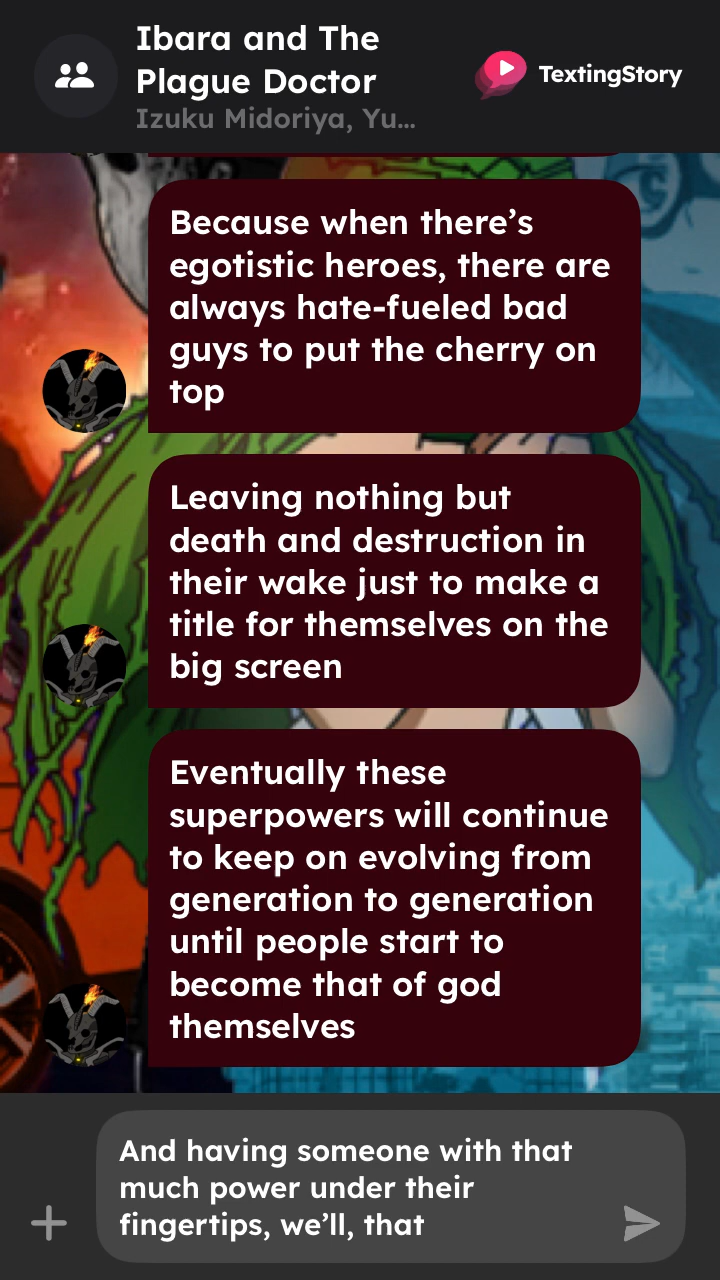 Ibara and The
Plague Doctor
Izuku Midoriya, Yu...
TextingStory
Because when there’s
egotistic heroes, there are
always hate-fueled bad
guys to put the cherry on
top
Leaving nothing but
death and destruction in
their wake just to make a
title for themselves on the
big screen
Eventually these
superpowers will continue
to keep on evolving from
generation to generation
until people start to
become that of god
themselves
And having someone with that
much power under their
fingertips, we’ll, that